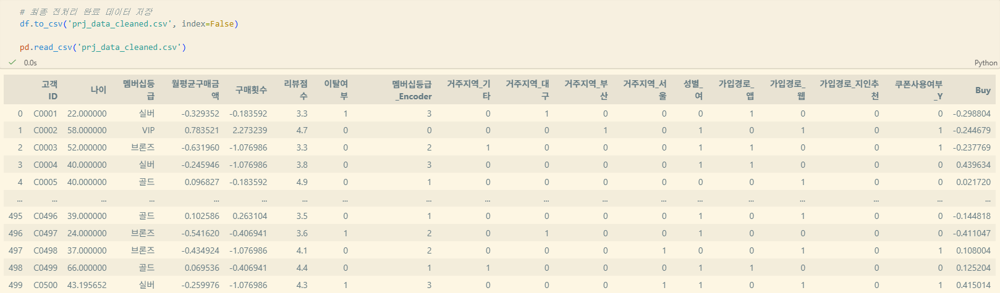 # 최종 전처리 완료 데이터 저장
df.to_csv('prj_data_cleaned.csv', index=False)
pd.read_csv('prj_data_cleaned.csv')
0.0s
Python
고객ID 나이 멤버십등급 월평균구매금액 구매횟수 리뷰점수 이탈여부 멤버십등급_Encoder 거주지역_기타 거주지역_대구 거주지역_부산 거주지역_서울 성별_여 가입경로_앱 가입경로_웹 가입경로_지인추천 쿠폰사용여부_Y Buy
0 C0001 22.000000 실버 -0.329352 -0.183592 3.3 1 3 0 1 0 0 0 1 0 0 0 -0.298804
1 C0002 58.000000 VIP 0.783521 2.273239 4.7 0 0 0 0 1 0 1 0 1 0 1 -0.244679
2 C0003 52.000000 브론즈 -0.631960 -1.076986 3.3 0 2 1 0 0 0 1 1 0 0 1 -0.237769
3 C0004 40.000000 실버 -0.245946 -1.076986 3.8 0 3 0 0 0 0 1 1 0 0 0 0.439634
4 C0005 40.000000 골드 0.096827 -0.183592 4.9 0 1 0 0 0 0 0 0 1 0 0 0.021720
... ... ... ... ... ... ... ... ... ... ... ... ... ... ... ... ... ... ...
495 C0496 39.000000 골드 0.102586 0.263104 3.5 0 1 0 0 0 0 1 0 1 0 0 -0.144818
496 C0497 24.000000 브론즈 -0.541620 -0.406941 3.6 1 2 0 1 0 0 1 0 0 0 0 -0.411047
497 C0498 37.000000 브론즈 -0.434924 -1.076986 4.1 0 2 0 0 0 1 0 0 1 0 1 0.108004
498 C0499 66.000000 골드 0.069536 -0.406941 4.4 0 1 1 0 0 0 1 1 0 0 0 0.125204
499 C0500 43.195652 실버 -0.259976 -1.076986 4.3 1 3 0 0 0 1 1 0 1 0 1 0.415014